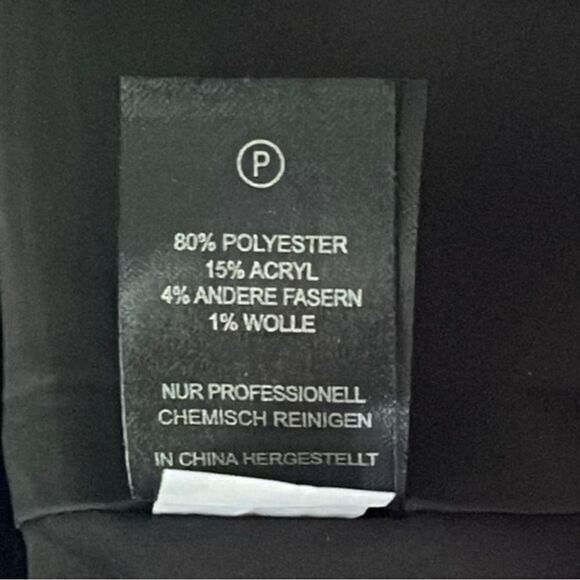 P
80% POLYESTER
15% ACRYL
4% ANDERE FASERN
1% WOLLE
NUR PROFESSIONELL
CHEMISCH REINIGEN
IN CHINA HERGESTELLT